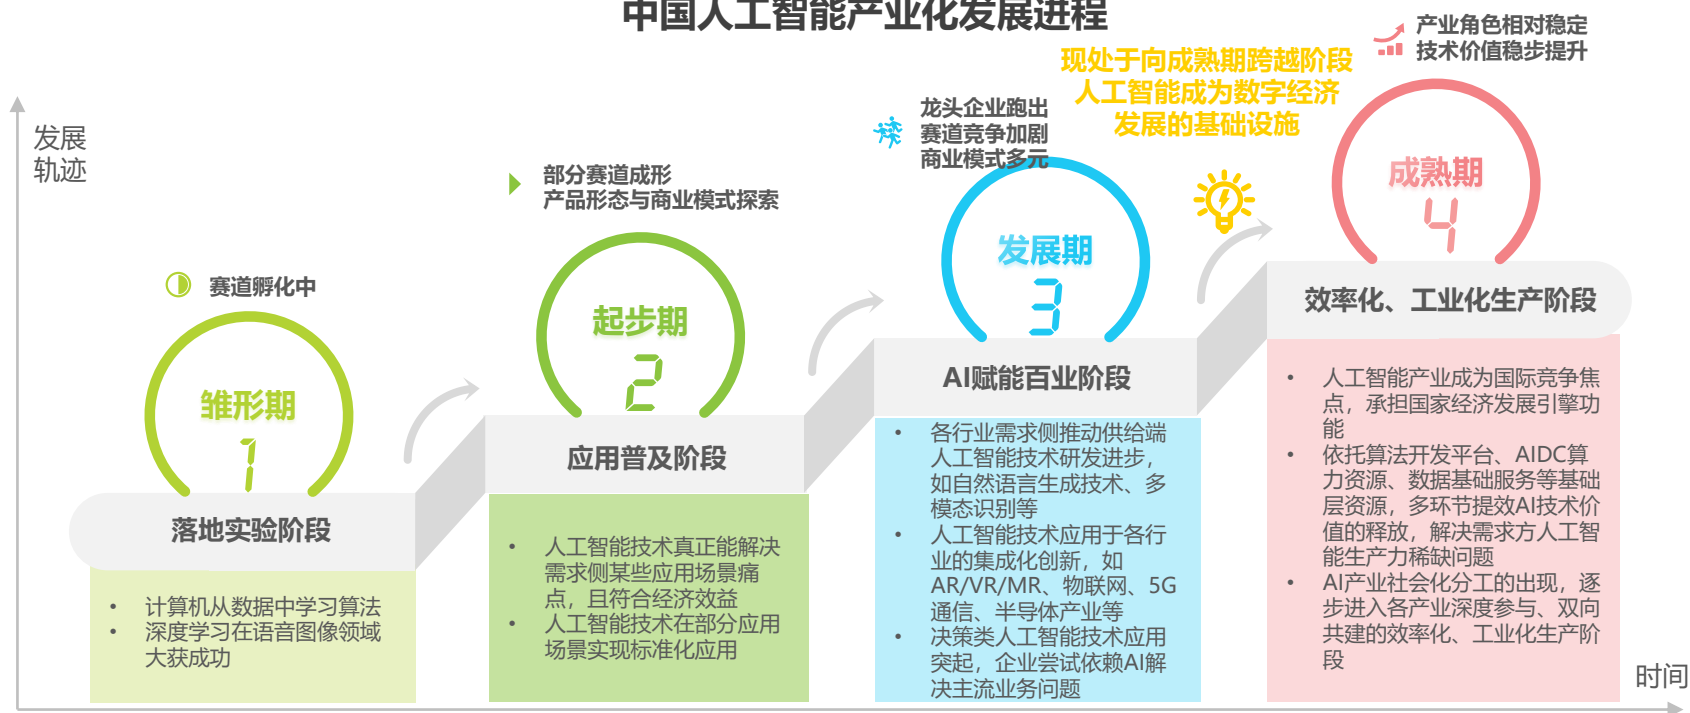 中国人工智能产业化发展进程
发展
轨迹
赛道孵化中
雏形期
1
落地实验阶段
• 计算机从数据中学习算法
• 深度学习在语音图像领域
大获成功
部分赛道成形
产品形态与商业模式探索
起步期
2
应用普及阶段
• 人工智能技术真正能解决
需求侧某些应用场景痛
点，且符合经济效益
• 人工智能技术在部分应用
场景实现标准化应用
龙头企业跑出
赛道竞争加剧
商业模式多元
发展期
3
AI赋能百业阶段
• 各行业需求侧推动供给端
人工智能技术研发进步，
如自然语言生成技术、多
模态识别等
• 人工智能技术应用于各行
业的集成化创新，如
AR/VR/MR、物联网、5G
通信、半导体产业等
• 决策类人工智能技术应用
突起，企业尝试依赖AI解
决主流业务问题
现处于向成熟期跨越阶段
人工智能成为数字经济
发展的基础设施
产业角色相对稳定
技术价值稳步提升
成熟期
4
效率化、工业化生产阶段
• 人工智能产业成为国际竞争焦
点，承担国家经济发展引擎功
能
• 依托算法开发平台、AIDC算
力资源、数据基础服务等基础
层资源，多环节提效AI技术价
值的释放，解决需求方人工智
能生产力稀缺问题
• AI产业社会化分工的出现，逐
步进入各产业深度参与、双向
共建的效率化、工业化生产阶
段
时间